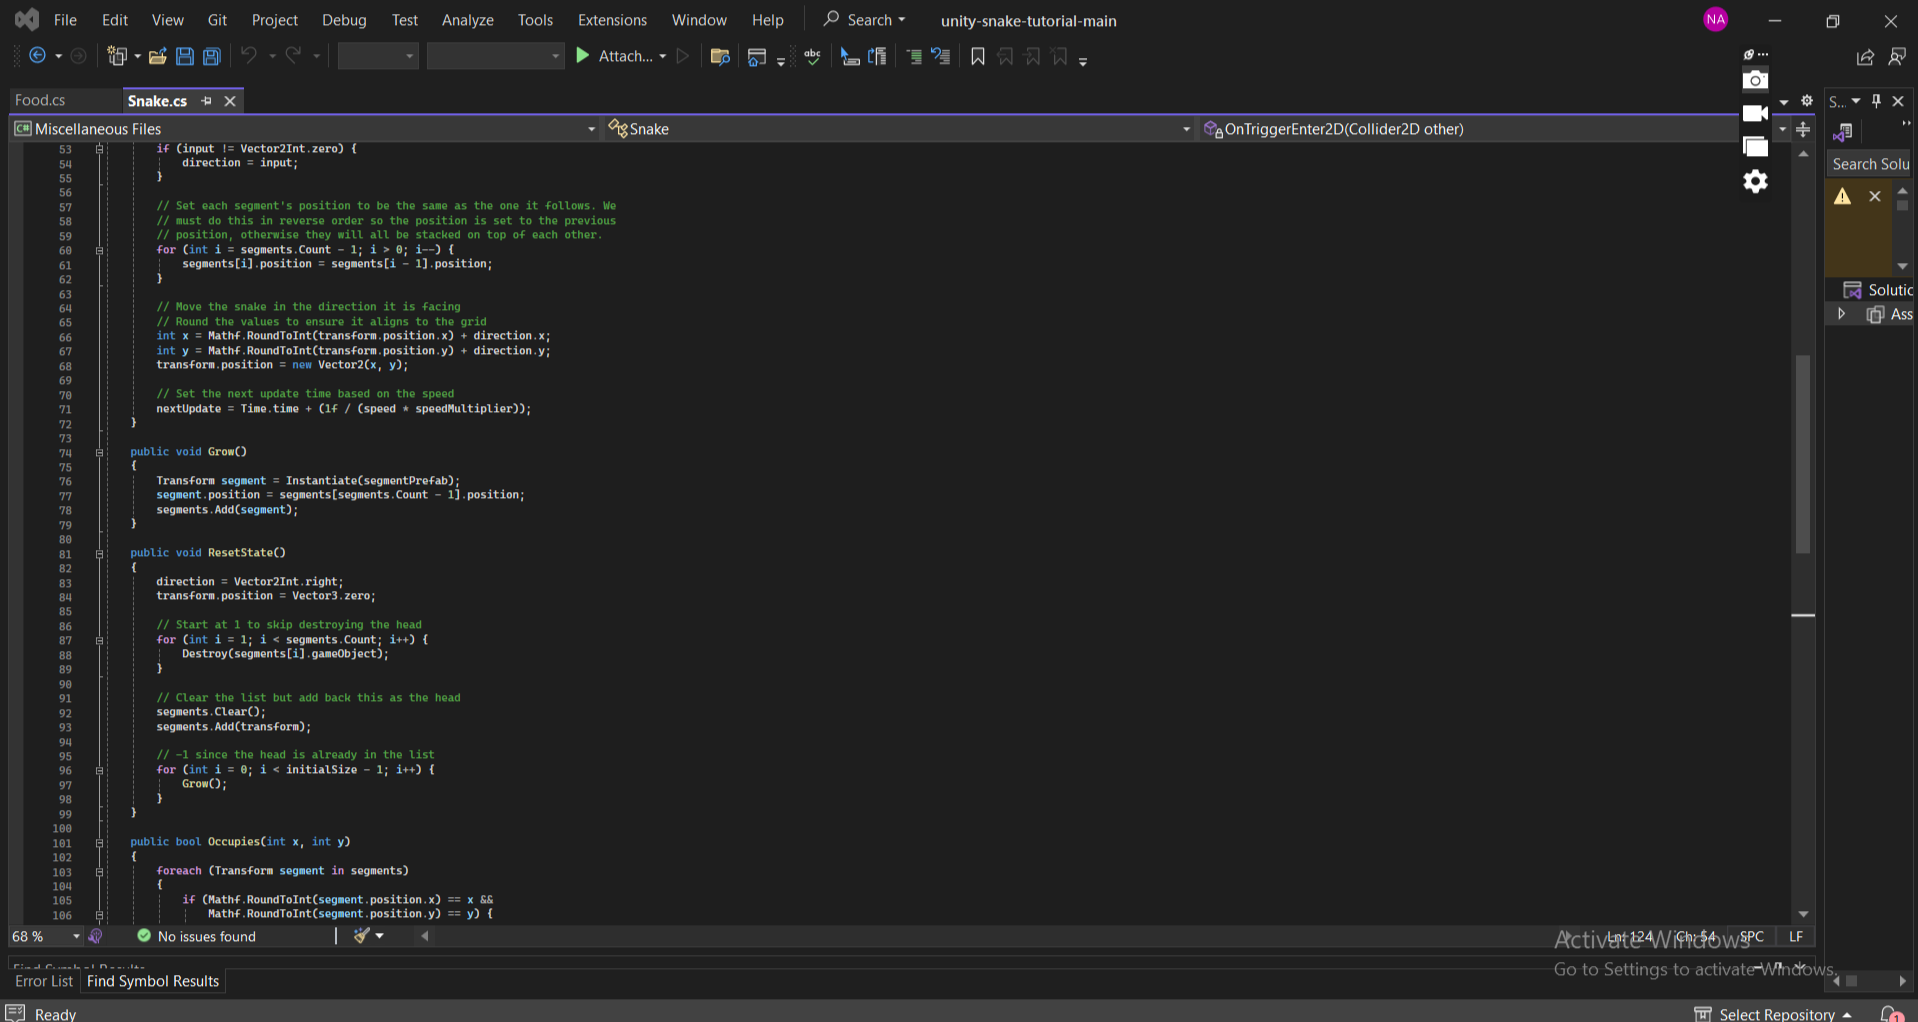 File Edit View Git Project Debug Test Analyze Tools Extensions Window Help Search unity-snake-tutorial-main NA
Attach...
Food.cs Snake.cs S...
C# Miscellaneous Files Snake OnTriggerEnter2D(Collider2D other)
Search Solu
Solutic
Ass
53 if (input != Vector2Int.zero) {
54 direction = input;
55 }
56
57 // Set each segment's position to be the same as the one it follows. We
58 // must do this in reverse order so the position is set to the previous
59 // position, otherwise they will all be stacked on top of each other.
60 for (int i = segments.Count - 1; i > 0; i--) {
61 segments[i].position = segments[i - 1].position;
62 }
63
64 // Move the snake in the direction it is facing
65 // Round the values to ensure it aligns to the grid
66 int x = Mathf.RoundToInt(transform.position.x) + direction.x;
67 int y = Mathf.RoundToInt(transform.position.y) + direction.y;
68 transform.position = new Vector2(x, y);
69
70 // Set the next update time based on the speed
71 nextUpdate = Time.time + (1f / (speed * speedMultiplier));
72 }
73
74 public void Grow()
75 {
76 Transform segment = Instantiate(segmentPrefab);
77 segment.position = segments[segments.Count - 1].position;
78 segments.Add(segment);
79 }
80
81 public void ResetState()
82 {
83 direction = Vector2Int.right;
84 transform.position = Vector3.zero;
85
86 // Start at 1 to skip destroying the head
87 for (int i = 1; i < segments.Count; i++) {
88 Destroy(segments[i].gameObject);
89 }
90
91 // Clear the list but add back this as the head
92 segments.Clear();
93 segments.Add(transform);
94
95 // -1 since the head is already in the list
96 for (int i = 0; i < initialSize - 1; i++) {
97 Grow();
98 }
99 }
100
101 public bool Occupies(int x, int y)
102 {
103 foreach (Transform segment in segments)
104 {
105 if (Mathf.RoundToInt(segment.position.x) == x &&
106 Mathf.RoundToInt(segment.position.y) == y) {
68 % No issues found Ln: 124 Ch: 54 SPC LF
Activate Windows
Go to Settings to activate Windows.
Find Symbol Results
Error List Find Symbol Results
Ready Select Repository 1